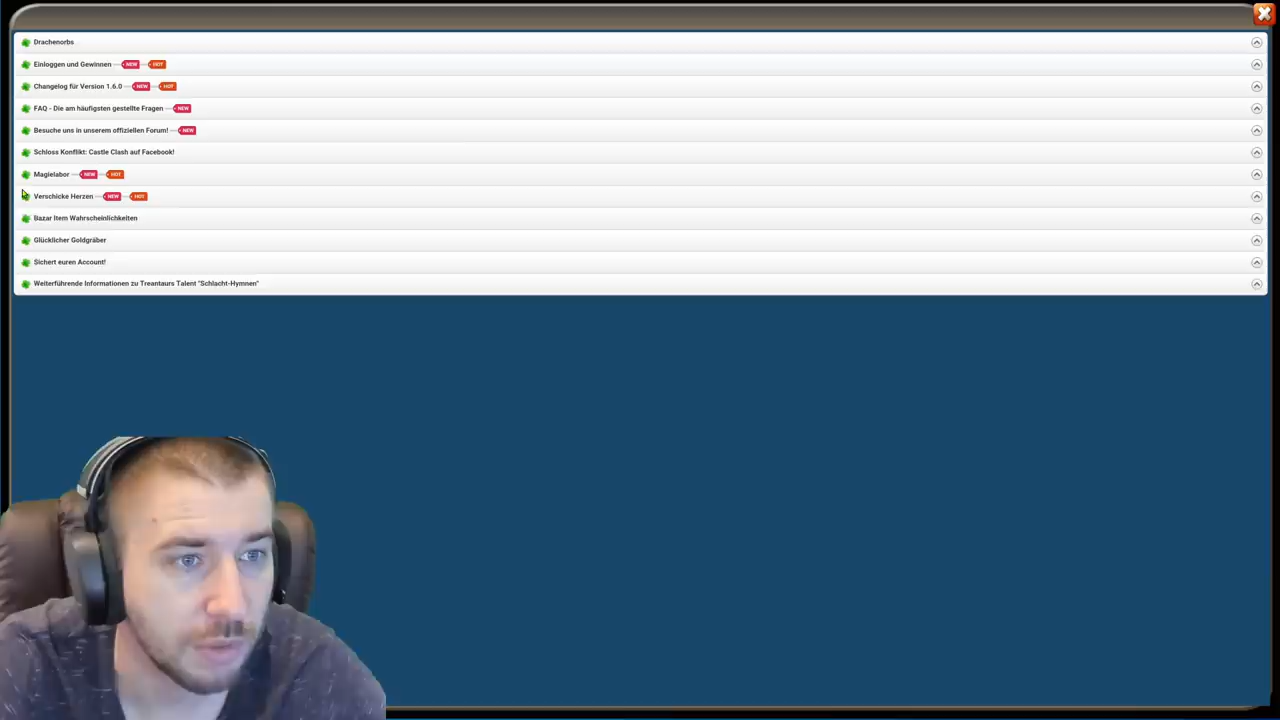 Drachenorbs
Einloggen und Gewinnen NEW HOT
Changelog für Version 1.6.0 NEW HOT
FAQ - Die am häufigsten gestellte Fragen NEW
Besuche uns in unserem offiziellen Forum! NEW
Schloss Konflikt: Castle Clash auf Facebook!
Magielabor NEW HOT
Verschicke Herzen NEW HOT
Bazar Item Wahrscheinlichkeiten
Glücklicher Goldgräber
Sichert euren Account!
Weiterführende Informationen zu Treantaurs Talent "Schlacht-Hymnen"